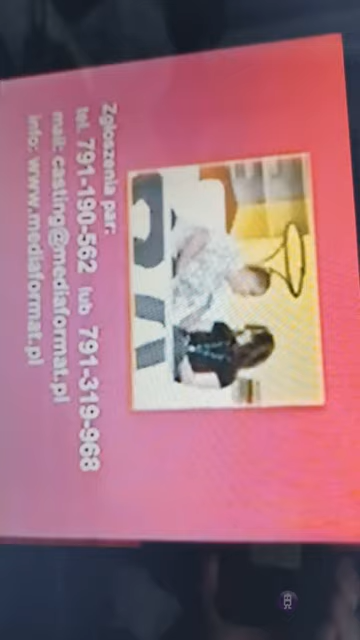 Zgłoszenia par:
tel. 791-190-562 lub 791-319-968
mail: casting@mediaformat.pl
info: www.mediaformat.pl